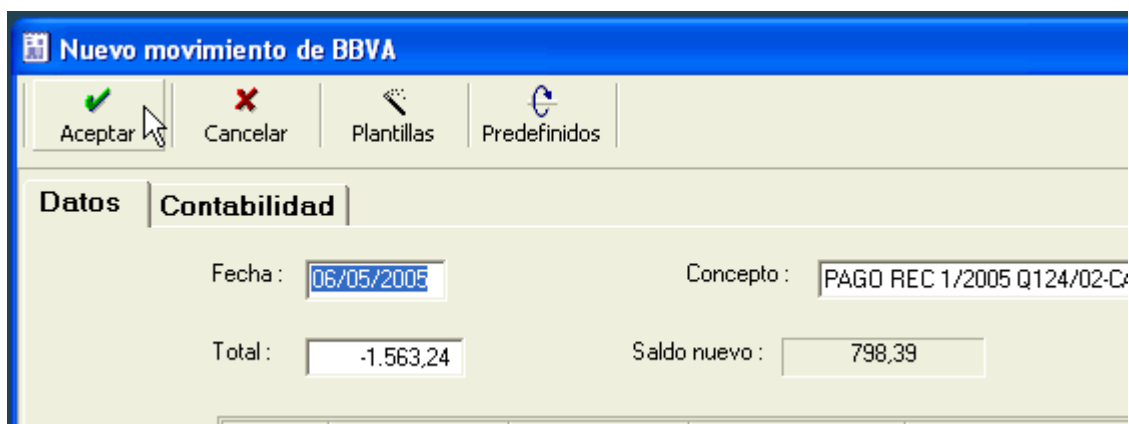 Nuevo movimiento de BBVA
Aceptar Cancelar Plantillas Predefinidos
Datos Contabilidad
Fecha : 06/05/2005 Concepto : PAGO REC 1/2005 Q124/02-CA
Total : -1.563,24 Saldo nuevo : 798,39